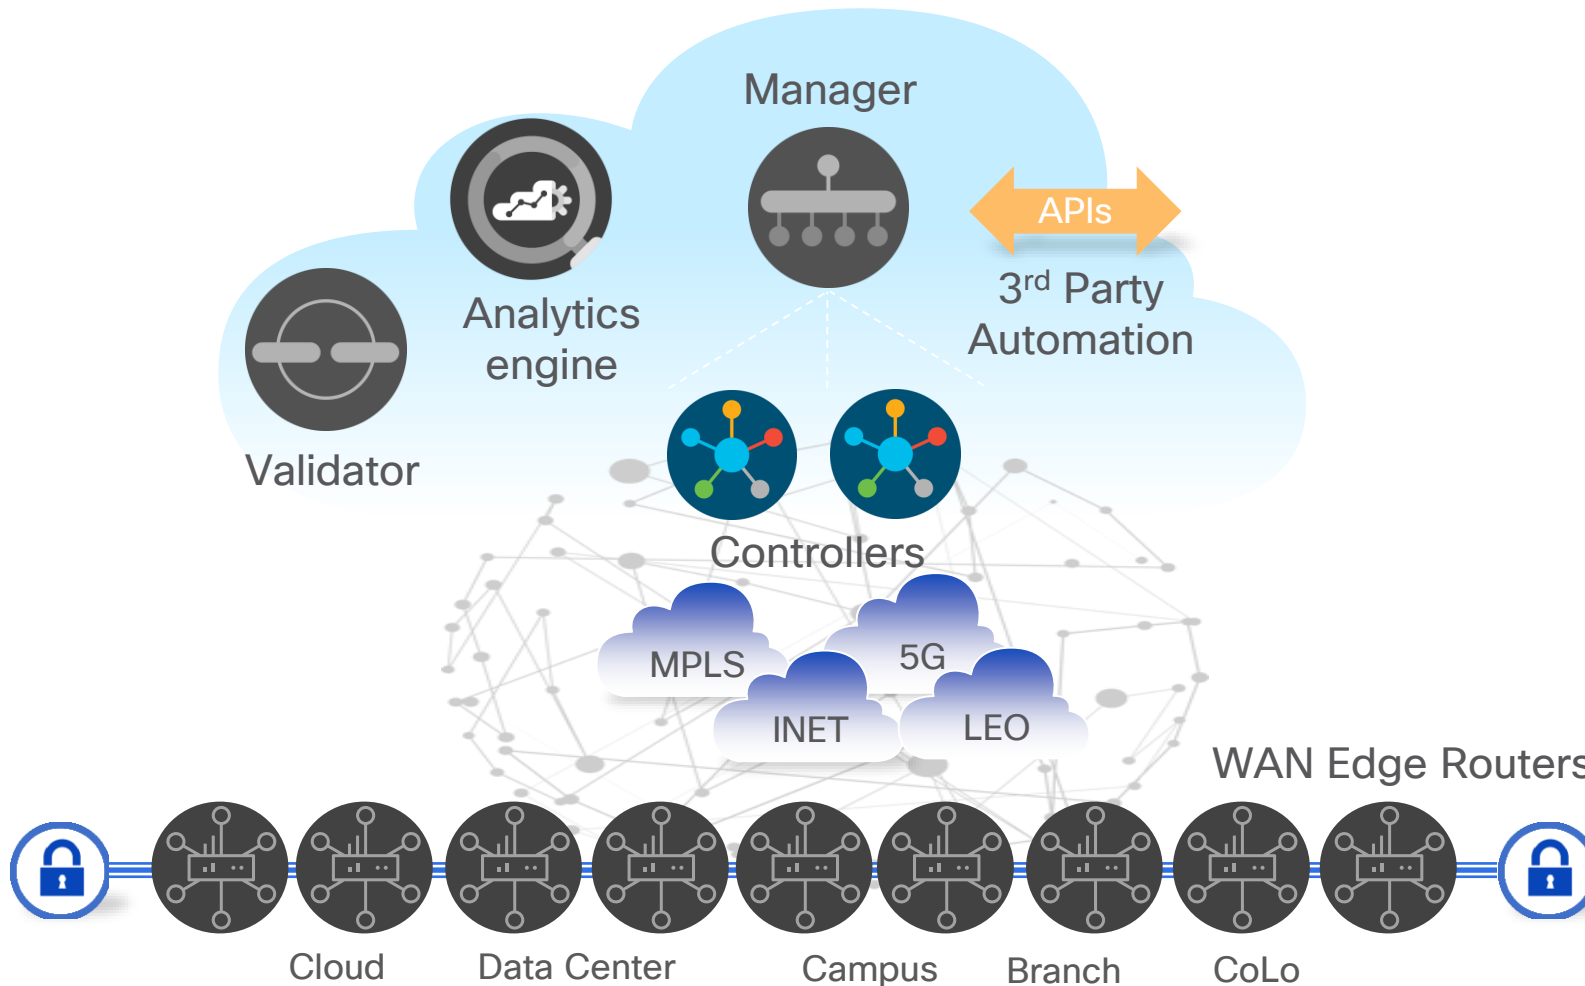 Manager
APIs
3rd Party
Automation
Analytics
engine
Validator
Controllers
MPLS
5G
INET
LEO
WAN Edge Routers
Cloud
Data Center
Campus
Branch
CoLo